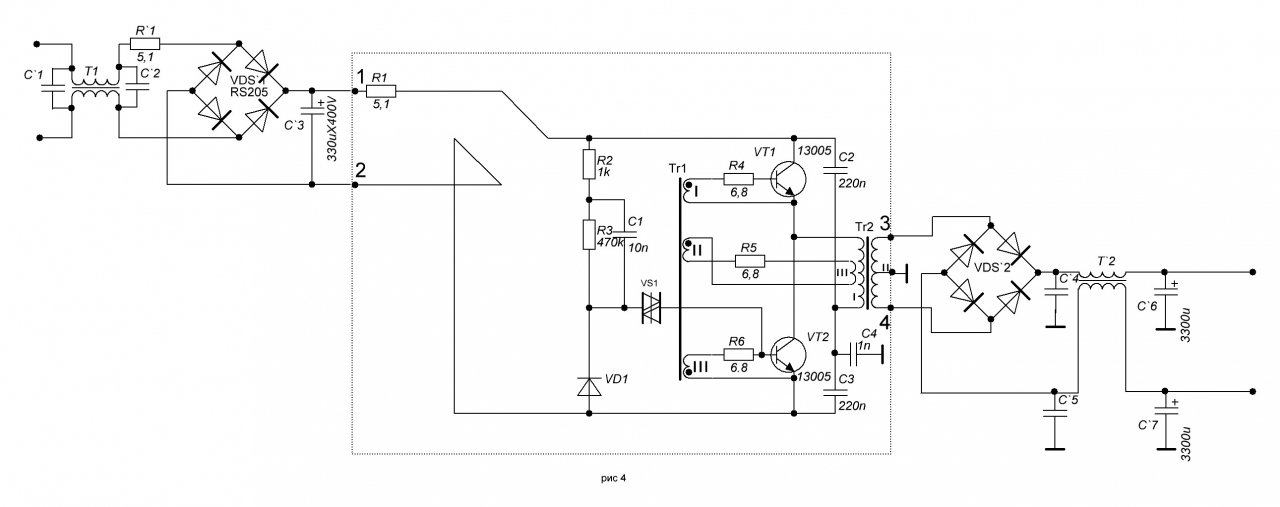 R`1
5,1
C`1
T1
C`2
VDS`1
RS205
C`3
330uX400V
+
1
R1
5,1
2
R2
1k
R3
470k
C1
10n
VS1
VD1
Tr1
I
II
III
R4
6,8
R5
6,8
R6
6.8
VT1
13005
VT2
13005
C2
220n
C4
1n
C3
220n
Tr2
III
I
II
3
4
VDS`2
C`4
T`2
C`5
C`6
+
3300u
C`7
+
3300u
рис 4